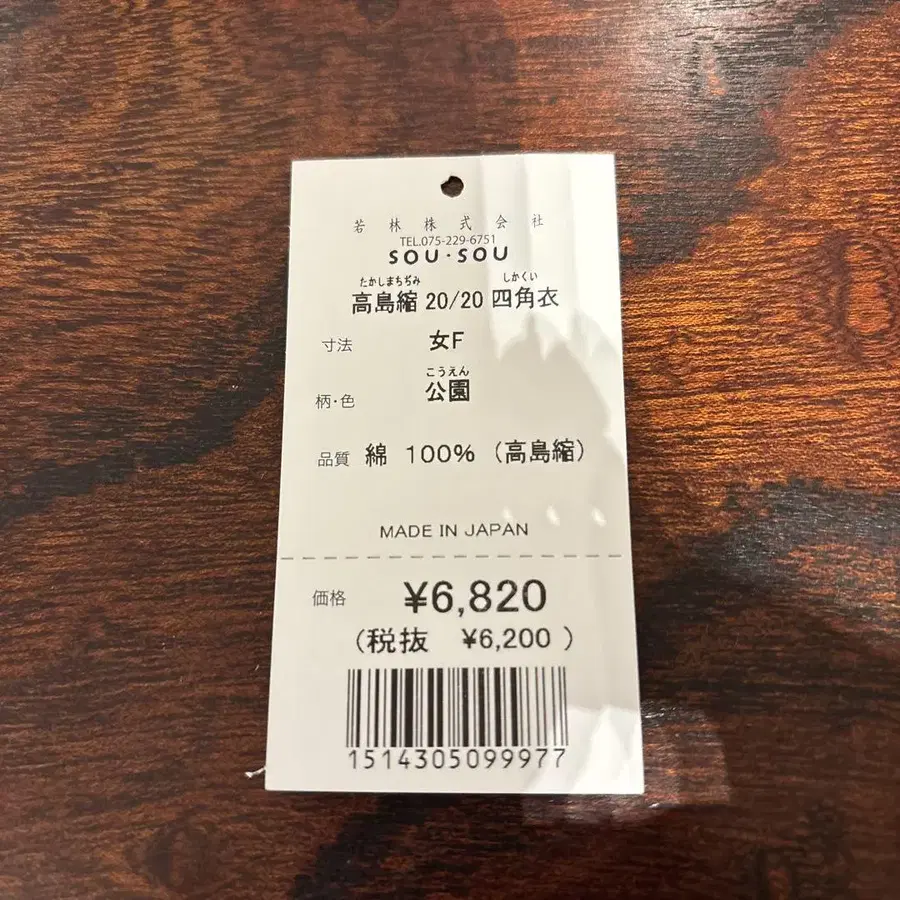 若林株式会社
TEL.075-229-6751
SOU・SOU
たかしまちぢみ しかくい
高島縮 20/20 四角衣
寸法 女F
こうえん
柄・色 公園
品質 綿 100% (高島縮)
MADE IN JAPAN
価格 ¥6,820
(税抜 ¥6,200 )
1514305099977